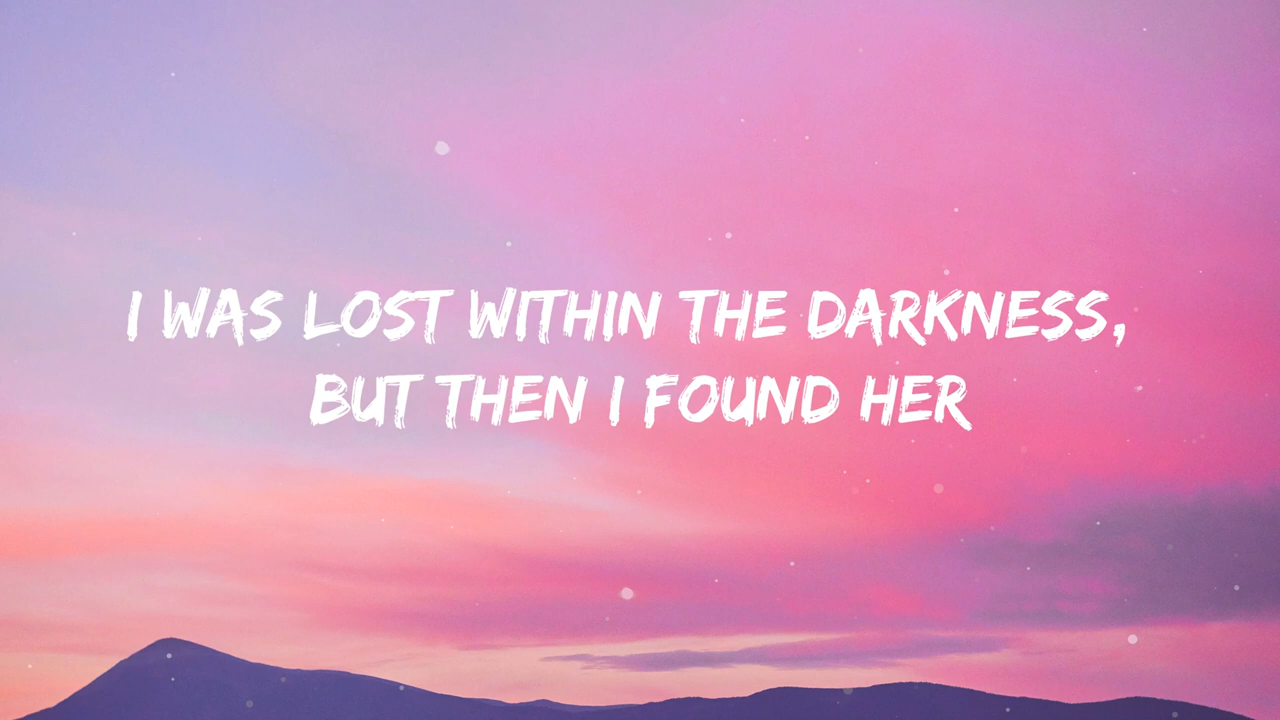 I WAS LOST WITHIN THE DARKNESS,
BUT THEN I FOUND HER